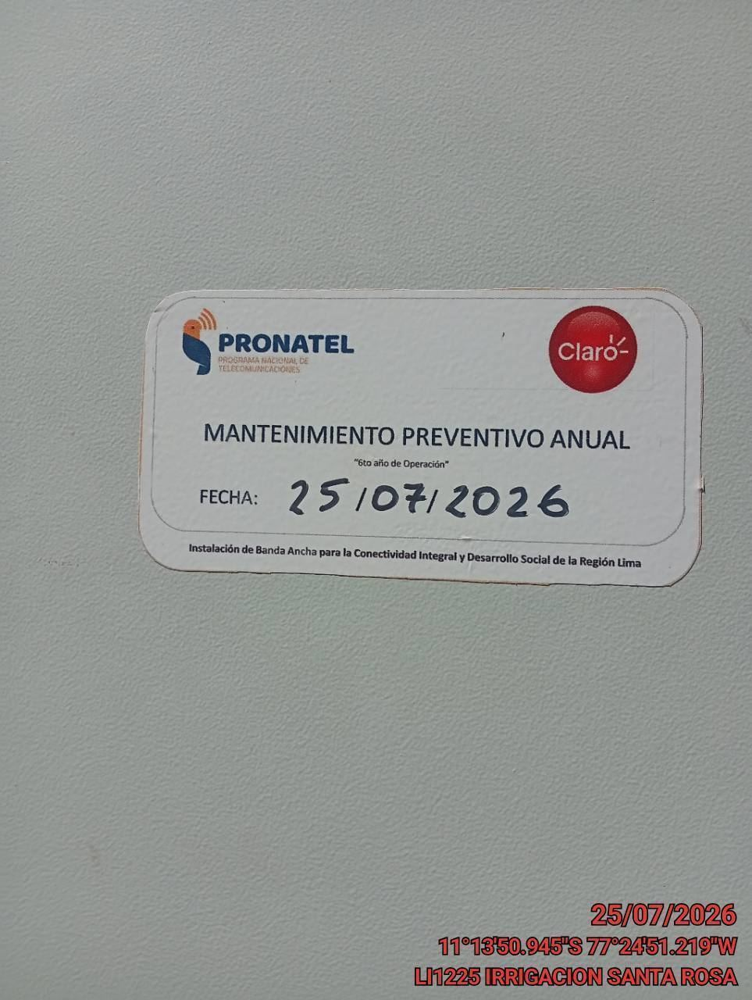 PRONATEL
PROGRAMA NACIONAL DE
TELECOMUNICACIONES
Claro
MANTENIMIENTO PREVENTIVO ANUAL
"6to año de Operación"
FECHA: 25/07/2026
Instalación de Banda Ancha para la Conectividad Integral y Desarrollo Social de la Región Lima
25/07/2026
11°13'50.945"S 77°24'51.219"W
LI1225 IRRIGACION SANTA ROSA